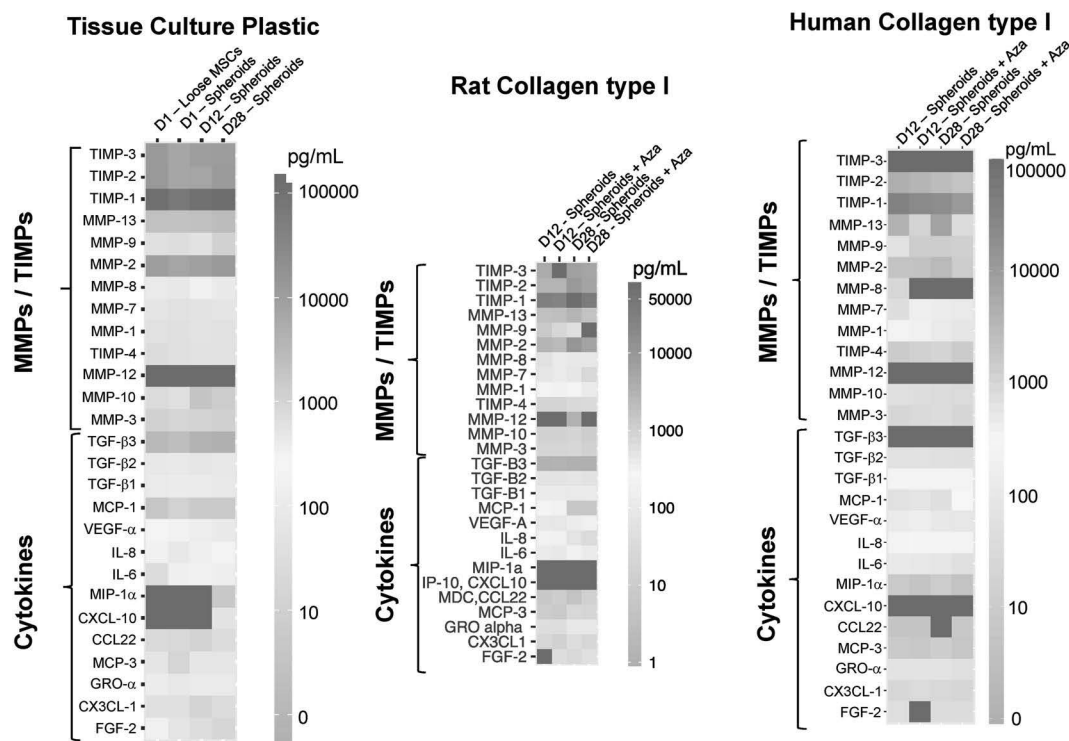 Tissue Culture Plastic
D1 – Loose MSCs
D1 – Spheroids
D12 – Spheroids
D28 – Spheroids
MMPs / TIMPs
TIMP-3
TIMP-2
TIMP-1
MMP-13
MMP-9
MMP-2
MMP-8
MMP-7
MMP-1
TIMP-4
MMP-12
MMP-10
MMP-3
Cytokines
TGF-β3
TGF-β2
TGF-β1
MCP-1
VEGF-α
IL-8
IL-6
MIP-1α
CXCL-10
CCL22
MCP-3
GRO-α
CX3CL-1
FGF-2
pg/mL
100000
10000
1000
100
10
0
Rat Collagen type I
D12 - Spheroids
D12 - Spheroids + Aza
D28 - Spheroids
D28 - Spheroids + Aza
MMPs / TIMPs
TIMP-3
TIMP-2
TIMP-1
MMP-13
MMP-9
MMP-2
MMP-8
MMP-7
MMP-1
TIMP-4
MMP-12
MMP-10
MMP-3
Cytokines
TGF-B3
TGF-B2
TGF-B1
MCP-1
VEGF-A
IL-8
IL-6
MIP-1a
IP-10, CXCL10
MDC,CCL22
MCP-3
GRO alpha
CX3CL1
FGF-2
pg/mL
50000
10000
1000
100
10
1
Human Collagen type I
D12 – Spheroids
D12 – Spheroids + Aza
D28 – Spheroids
D28 – Spheroids + Aza
MMPs / TIMPs
TIMP-3
TIMP-2
TIMP-1
MMP-13
MMP-9
MMP-2
MMP-8
MMP-7
MMP-1
TIMP-4
MMP-12
MMP-10
MMP-3
Cytokines
TGF-β3
TGF-β2
TGF-β1
MCP-1
VEGF-α
IL-8
IL-6
MIP-1α
CXCL-10
CCL22
MCP-3
GRO-α
CX3CL-1
FGF-2
pg/mL
100000
10000
1000
100
10
0